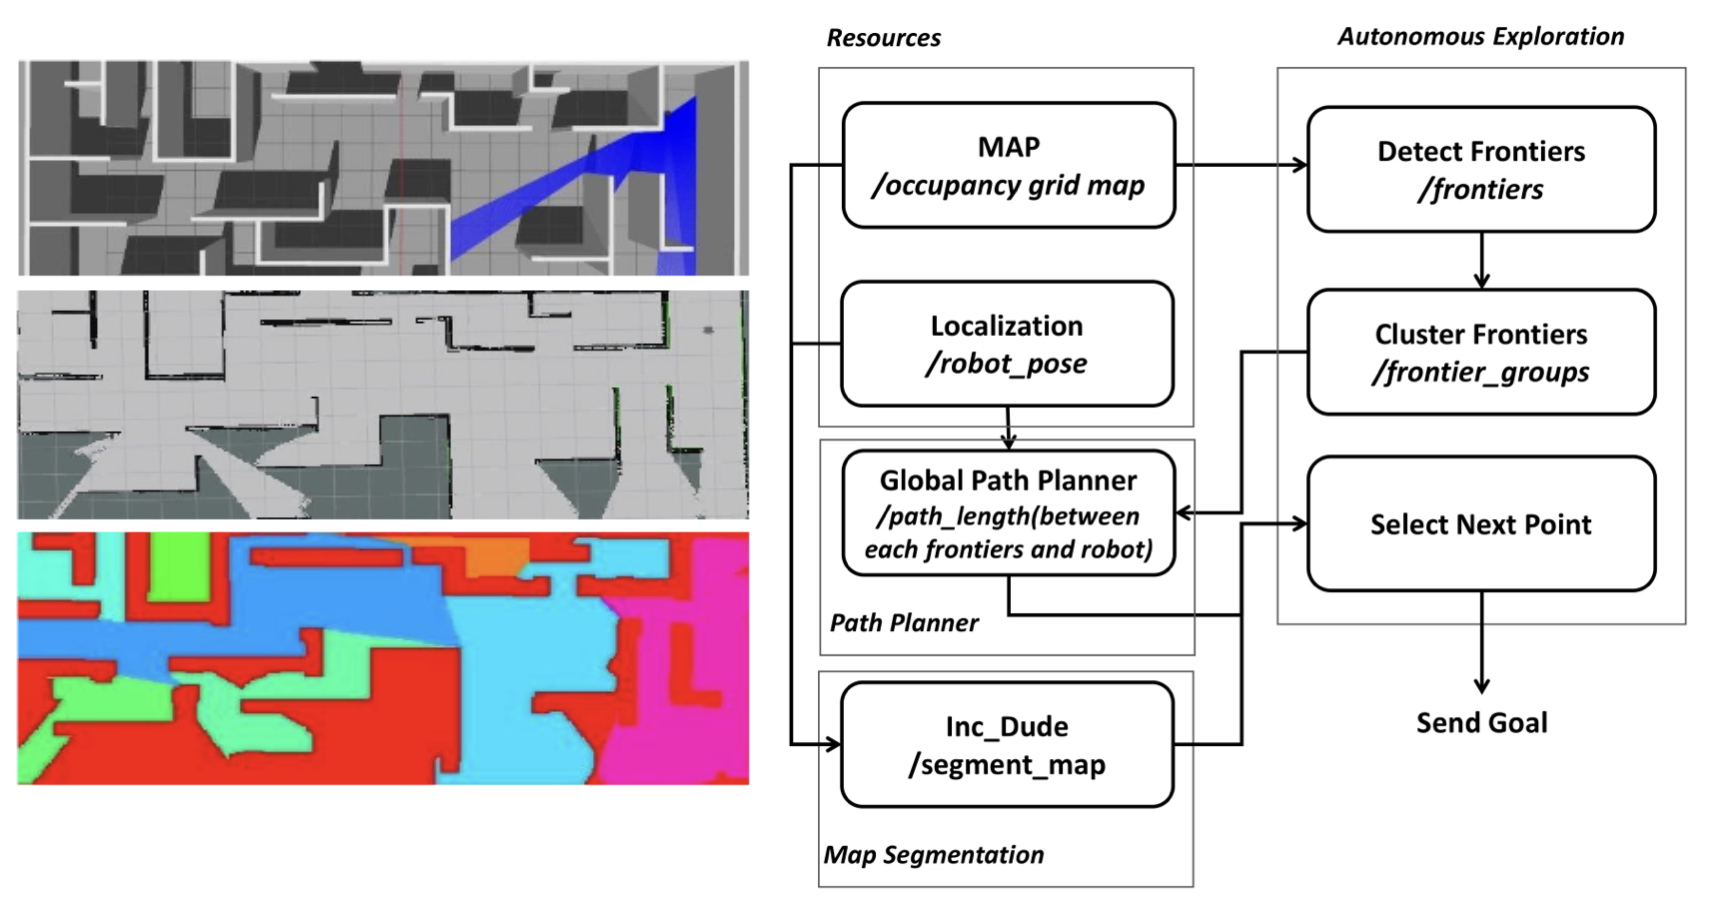 Resources
Autonomous Exploration
MAP
/occupancy grid map
Detect Frontiers
/frontiers
Localization
/robot_pose
Cluster Frontiers
/frontier_groups
Global Path Planner
/path_length(between
each frontiers and robot)
Select Next Point
Path Planner
Inc_Dude
/segment_map
Send Goal
Map Segmentation